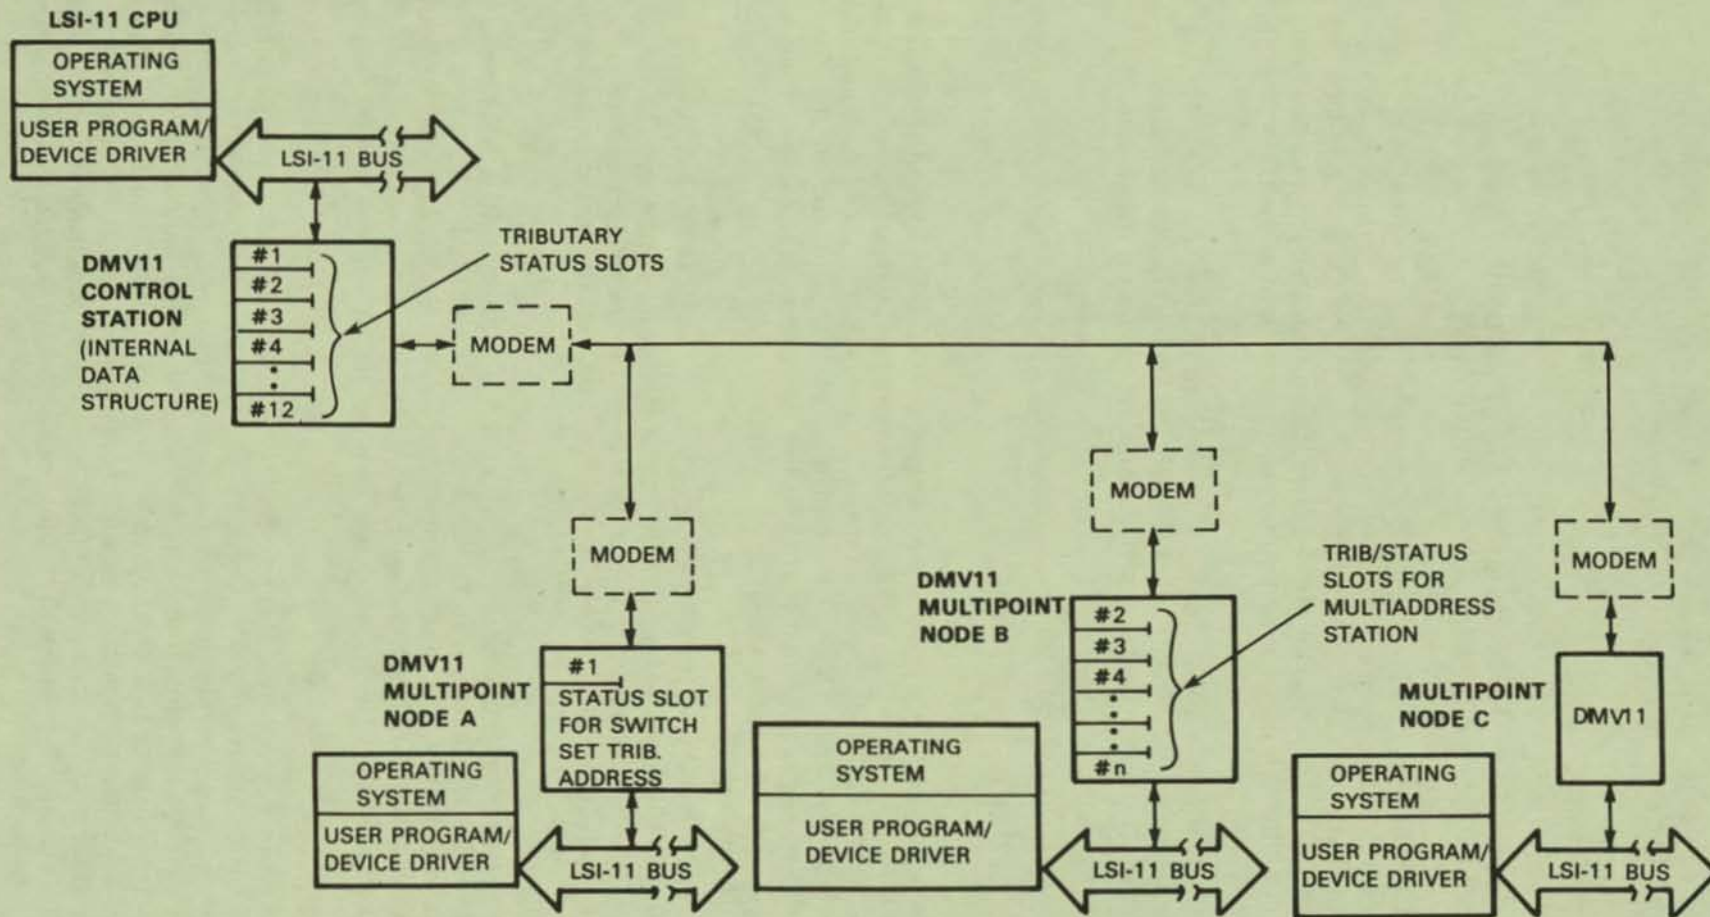 LSI-11 CPU
OPERATING
SYSTEM
USER PROGRAM/
DEVICE DRIVER
LSI-11 BUS
TRIBUTARY
STATUS SLOTS
DMV11
CONTROL
STATION
(INTERNAL
DATA
STRUCTURE)
#1
#2
#3
#4
#12
MODEM
MODEM
DMV11
MULTIPOINT
NODE A
#1
STATUS SLOT
FOR SWITCH
SET TRIB.
ADDRESS
OPERATING
SYSTEM
USER PROGRAM/
DEVICE DRIVER
LSI-11 BUS
MODEM
DMV11
MULTIPOINT
NODE B
#2
#3
#4
#n
TRIB/STATUS
SLOTS FOR
MULTIADDRESS
STATION
OPERATING
SYSTEM
USER PROGRAM/
DEVICE DRIVER
LSI-11 BUS
MODEM
MULTIPOINT
NODE C
DMV11
OPERATING
SYSTEM
USER PROGRAM/
DEVICE DRIVER
LSI-11 BUS